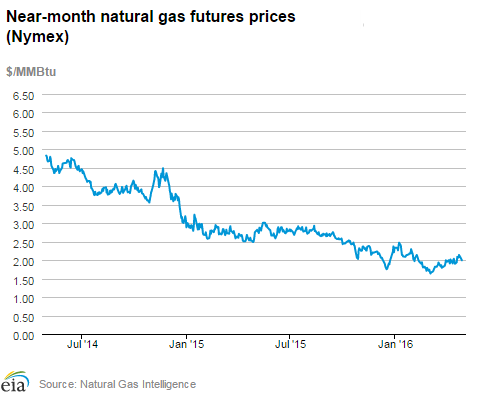 Near-month natural gas futures prices
(Nymex)
$/MMBtu
6.50
6.00
5.50
5.00
4.50
4.00
3.50
3.00
2.50
2.00
1.50
1.00
0.50
0.00
Jul '14
Jan '15
Jul '15
Jan '16
eia
Source: Natural Gas Intelligence